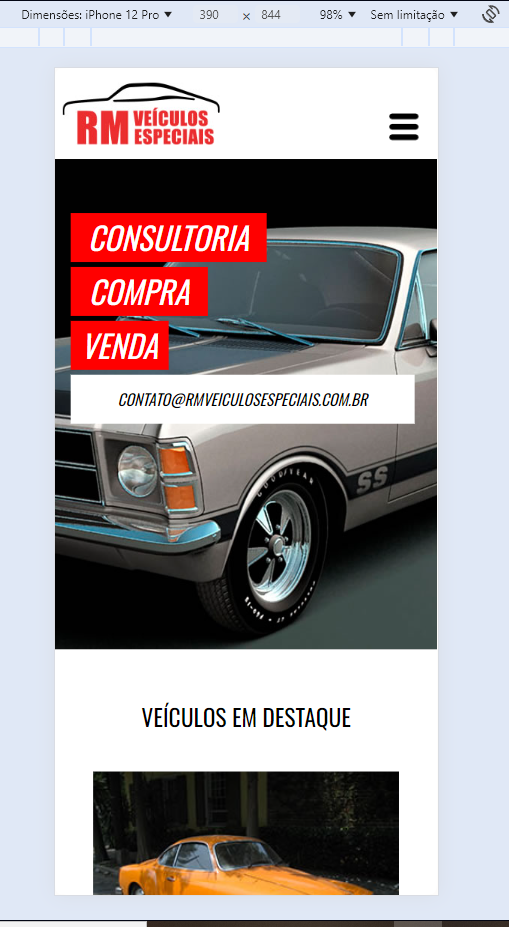 Dimensões: iPhone 12 Pro ▼ 390 × 844 98% ▼ Sem limitação ▼
RM VEÍCULOS
ESPECIAIS
CONSULTORIA
COMPRA
VENDA
CONTATO@RMVEICULOSESPECIAIS.COM.BR
SS
GOODYEAR
VEÍCULOS EM DESTAQUE